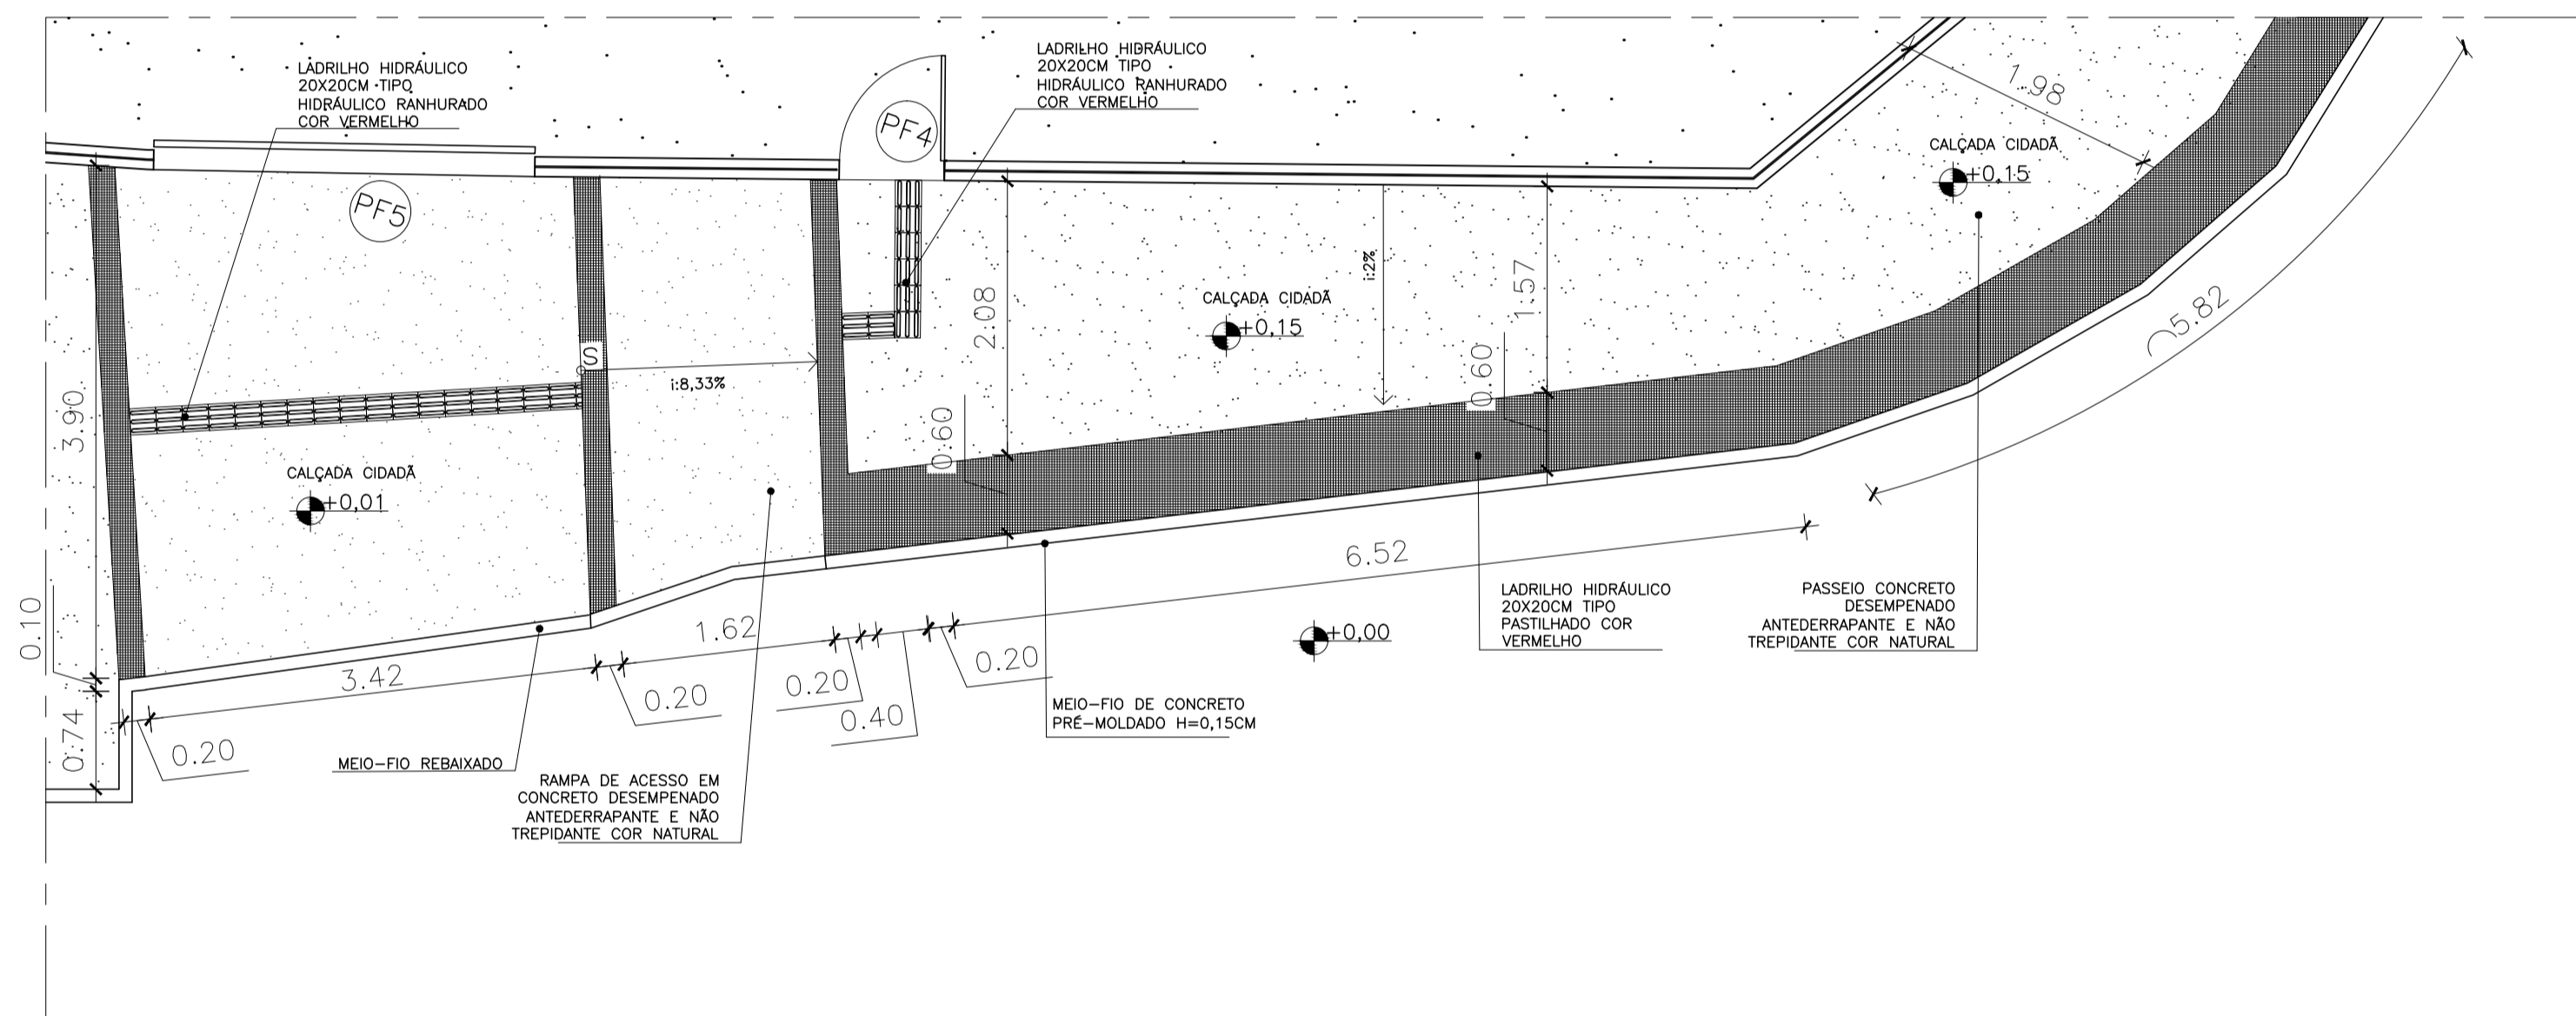 LADRILHO HIDRÁULICO
20X20CM TIPO
HIDRÁULICO RANHURADO
COR VERMELHO
LADRILHO HIDRÁULICO
20X20CM TIPO
HIDRÁULICO RANHURADO
COR VERMELHO
PF4
PF5
1.98
CALÇADA CIDADÃ
+0,15
i:2%
1.57
2.08
CALÇADA CIDADÃ
+0,15
5.82
S
i:8,33%
0.60
0.60
3.90
CALÇADA CIDADÃ
+0,01
6.52
0.10
1.62
+0,00
LADRILHO HIDRÁULICO
20X20CM TIPO
PASTILHADO COR
VERMELHO
PASSEIO CONCRETO
DESEMPENADO
ANTEDERRAPANTE E NÃO
TREPIDANTE COR NATURAL
3.42
0.20
0.20
0.20
0.40
0.74
0.20
MEIO-FIO DE CONCRETO
PRÉ-MOLDADO H=0,15CM
MEIO-FIO REBAIXADO
RAMPA DE ACESSO EM
CONCRETO DESEMPENADO
ANTEDERRAPANTE E NÃO
TREPIDANTE COR NATURAL